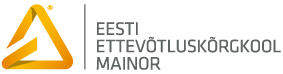 ®
EESTI
ETTEVÕTLUSKÕRGKOOL
MAINOR